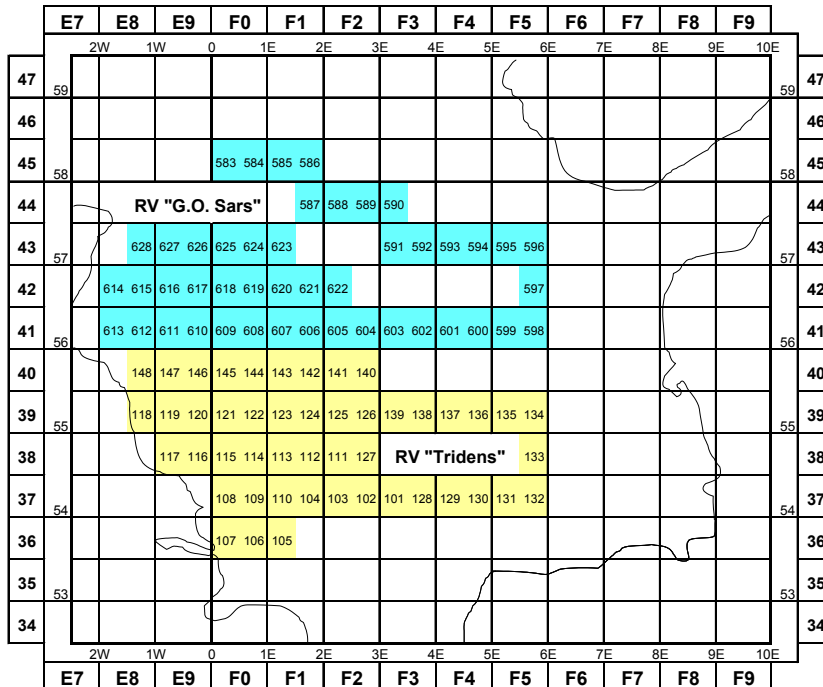 E7 E8 E9 F0 F1 F2 F3 F4 F5 F6 F7 F8 F9
2W 1W 0 1E 2E 3E 4E 5E 6E 7E 8E 9E 10E
47 47
59 59
46 46
45 583 584 585 586 45
58 58
44 RV "G.O. Sars" 587 588 589 590 44
43 628 627 626 625 624 623 591 592 593 594 595 596 43
57 57
42 614 615 616 617 618 619 620 621 622 597 42
41 613 612 611 610 609 608 607 606 605 604 603 602 601 600 599 598 41
56 56
40 148 147 146 145 144 143 142 141 140 40
39 118 119 120 121 122 123 124 125 126 139 138 137 136 135 134 39
55 55
38 117 116 115 114 113 112 111 127 RV "Tridens" 133 38
37 108 109 110 104 103 102 101 128 129 130 131 132 37
54 54
36 107 106 105 36
35 35
53 53
34 34
2W 1W 0 1E 2E 3E 4E 5E 6E 7E 8E 9E 10E
E7 E8 E9 F0 F1 F2 F3 F4 F5 F6 F7 F8 F9